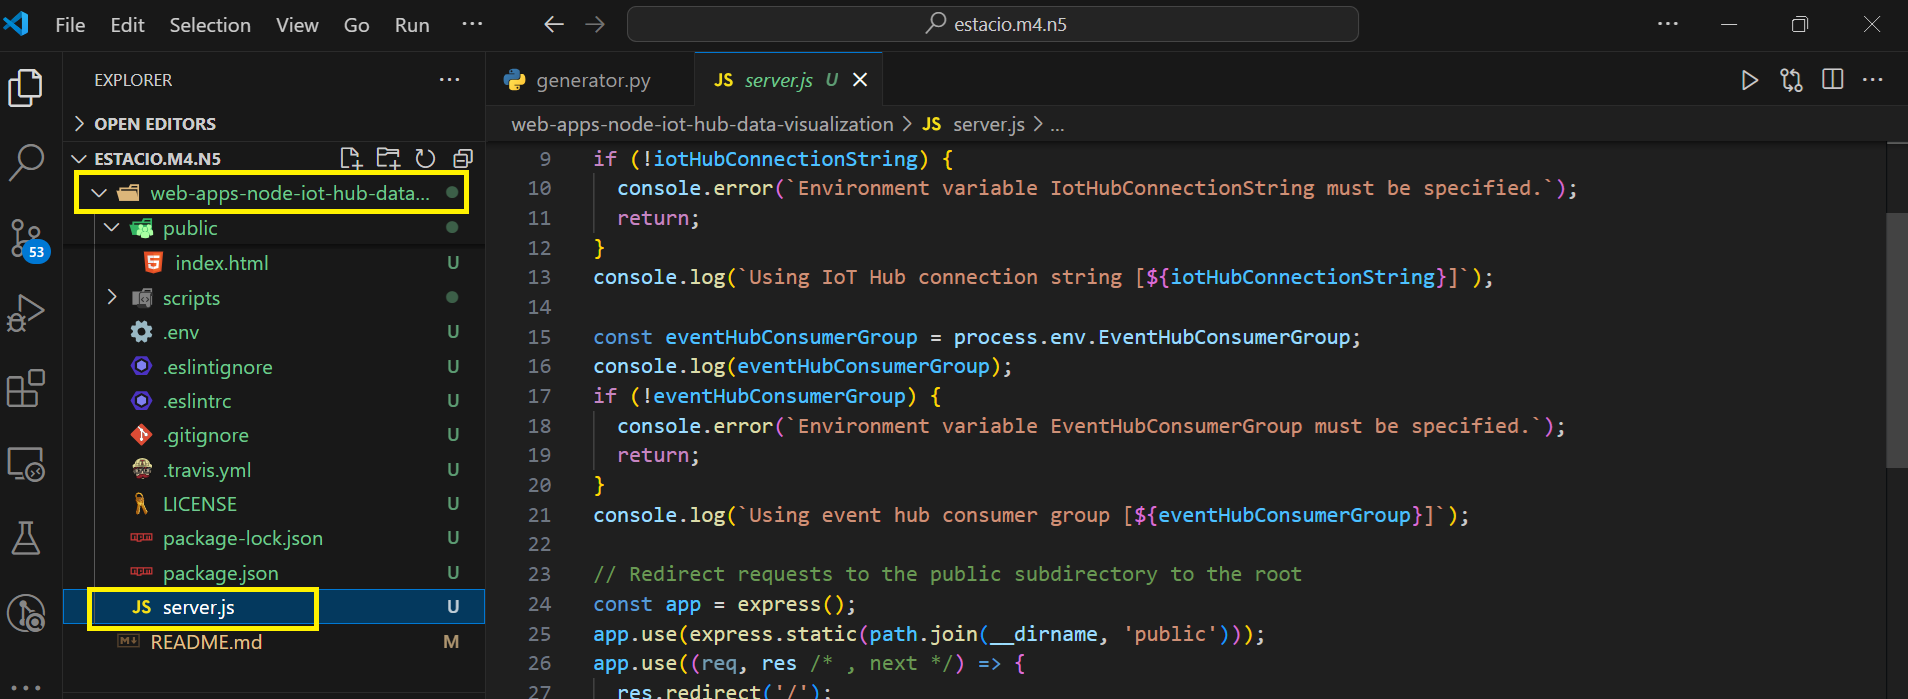 File Edit Selection View Go Run ··· estacio.m4.n5
EXPLORER
OPEN EDITORS
ESTACIO.M4.N5
web-apps-node-iot-hub-data...
public
index.html U
scripts
.env U
.eslintignore U
.eslintrc U
.gitignore U
.travis.yml U
LICENSE U
package-lock.json U
package.json U
JS server.js U
README.md M
53
generator.py
JS server.js U
web-apps-node-iot-hub-data-visualization > JS server.js > ...
9 if (!iotHubConnectionString) {
10 console.error(`Environment variable IotHubConnectionString must be specified.`);
11 return;
12 }
13 console.log(`Using IoT Hub connection string [${iotHubConnectionString}]`);
14
15 const eventHubConsumerGroup = process.env.EventHubConsumerGroup;
16 console.log(eventHubConsumerGroup);
17 if (!eventHubConsumerGroup) {
18 console.error(`Environment variable EventHubConsumerGroup must be specified.`);
19 return;
20 }
21 console.log(`Using event hub consumer group [${eventHubConsumerGroup}]`);
22
23 // Redirect requests to the public subdirectory to the root
24 const app = express();
25 app.use(express.static(path.join(__dirname, 'public')));
26 app.use((req, res /* , next */) => {
27 res.redirect('/');